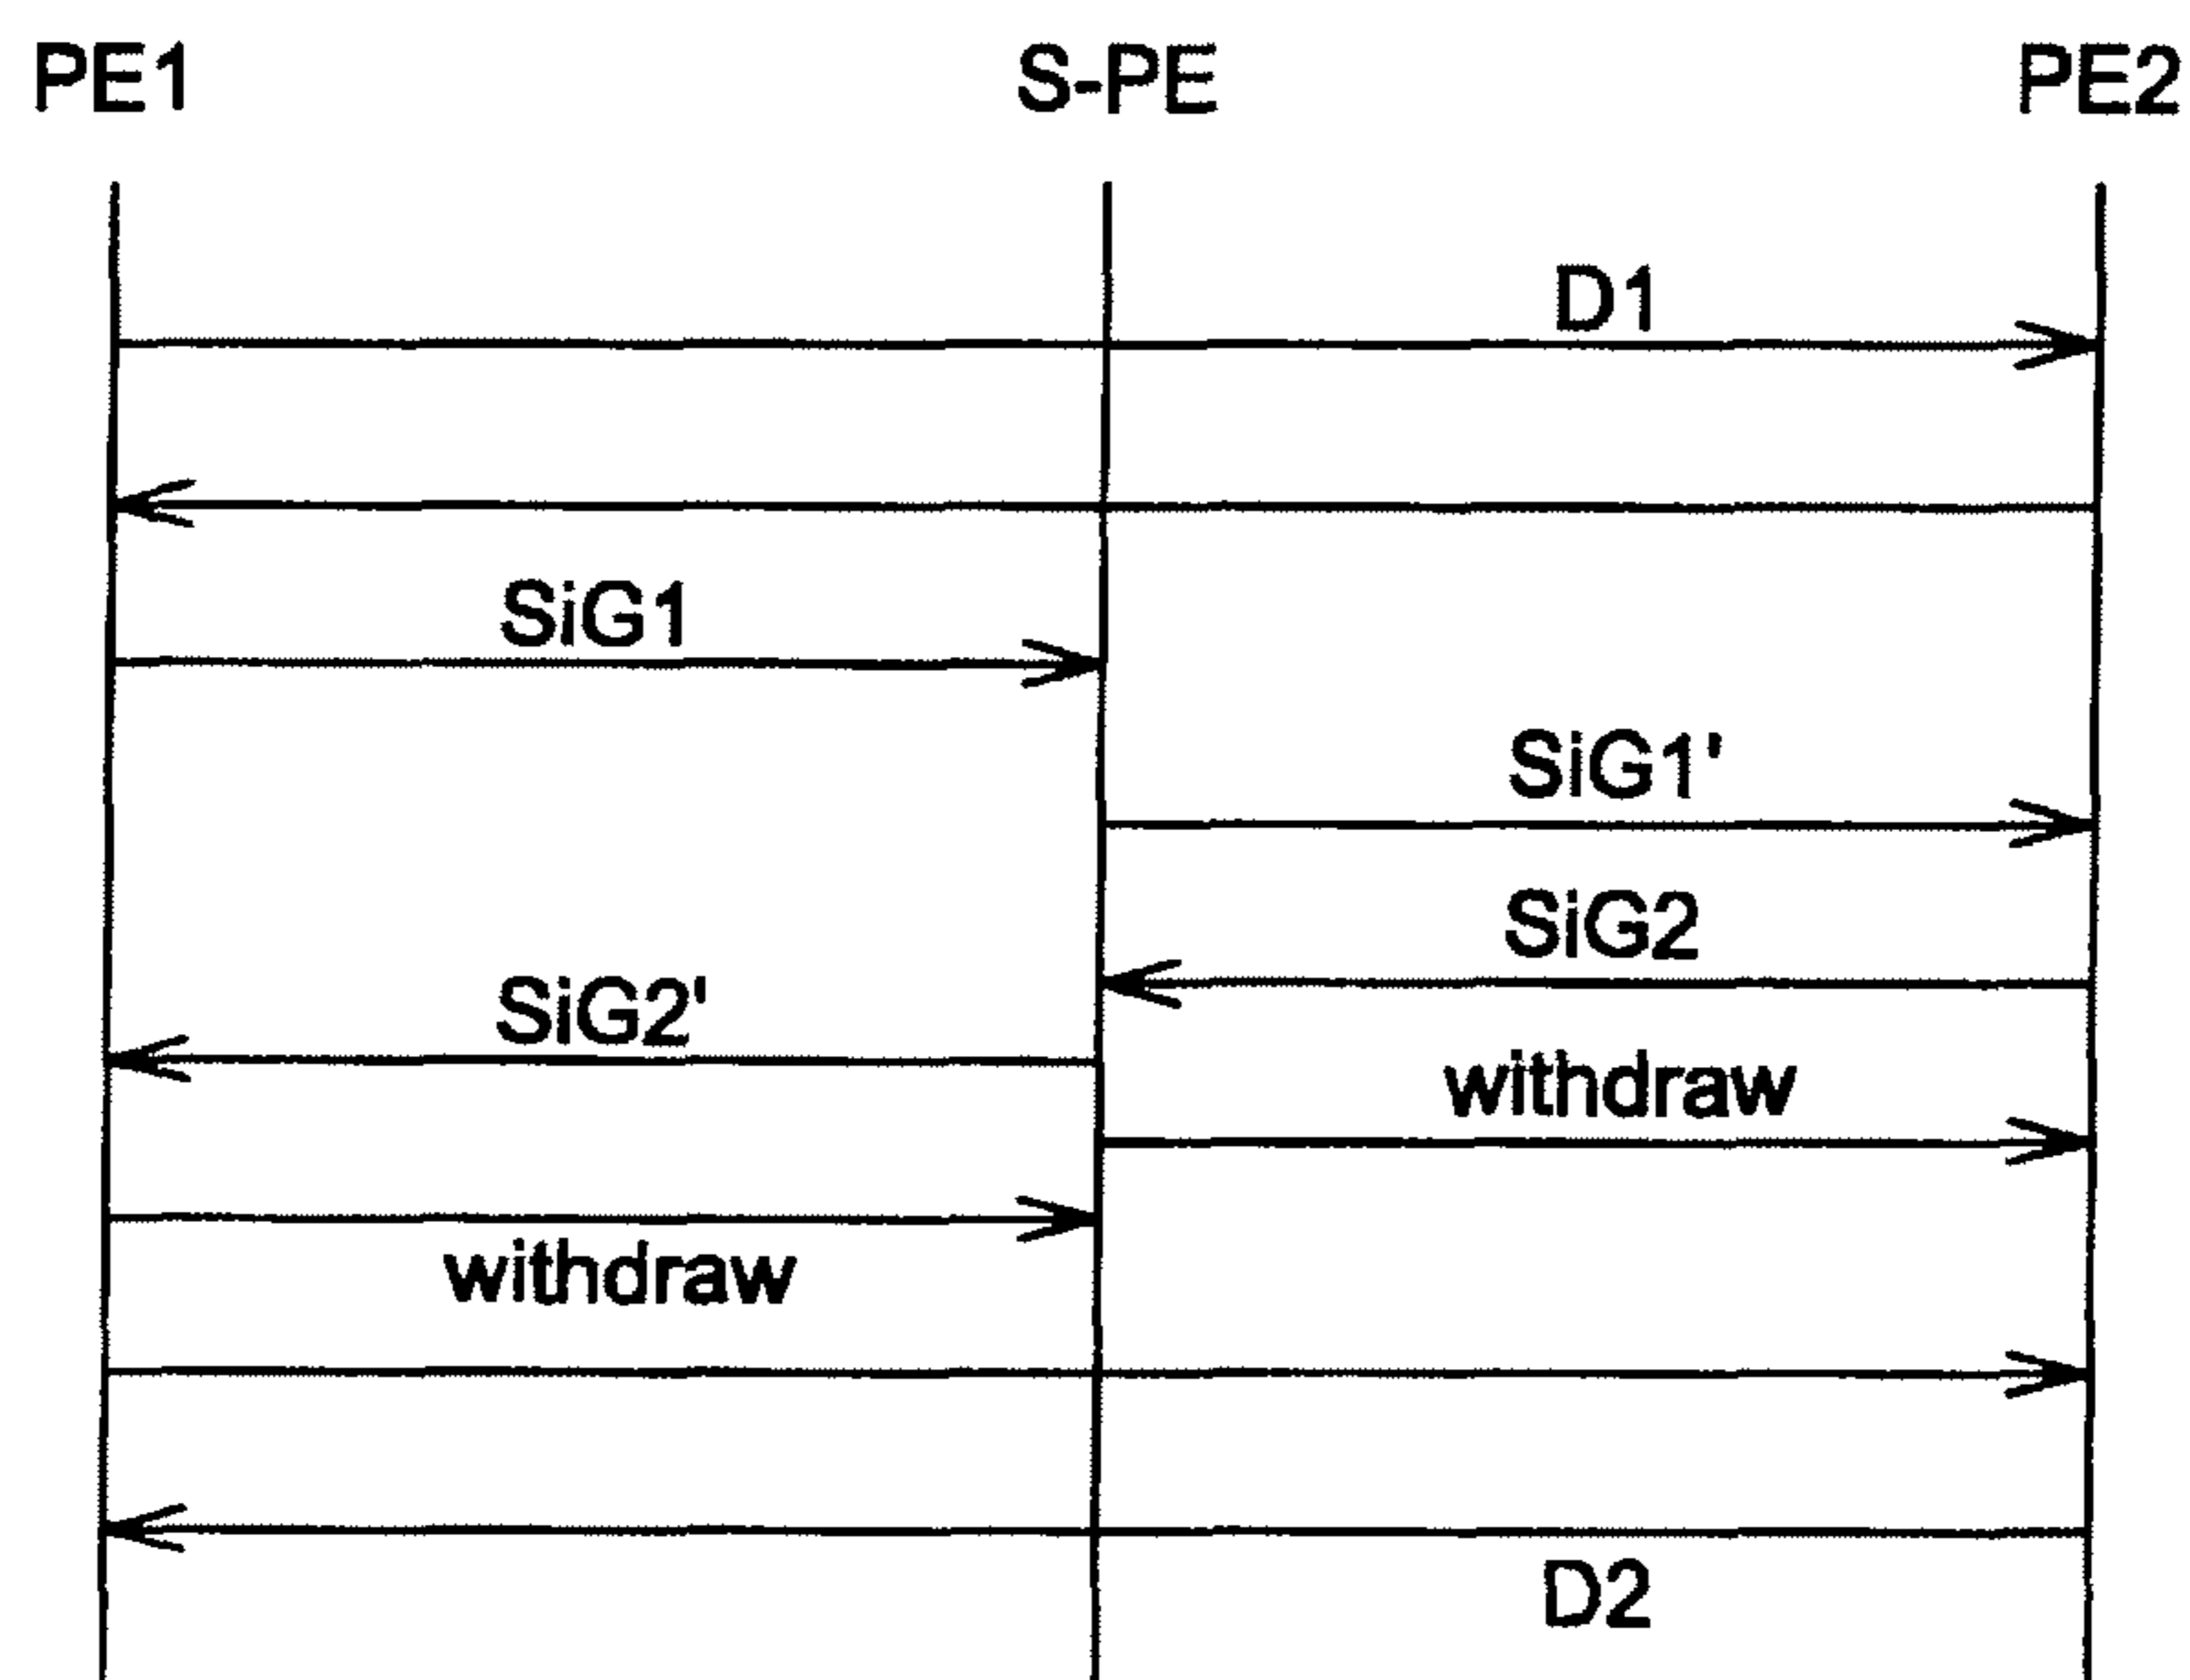 PE1 S-PE PE2
D1
SiG1
SiG1'
SiG2
SiG2'
withdraw
withdraw
D2